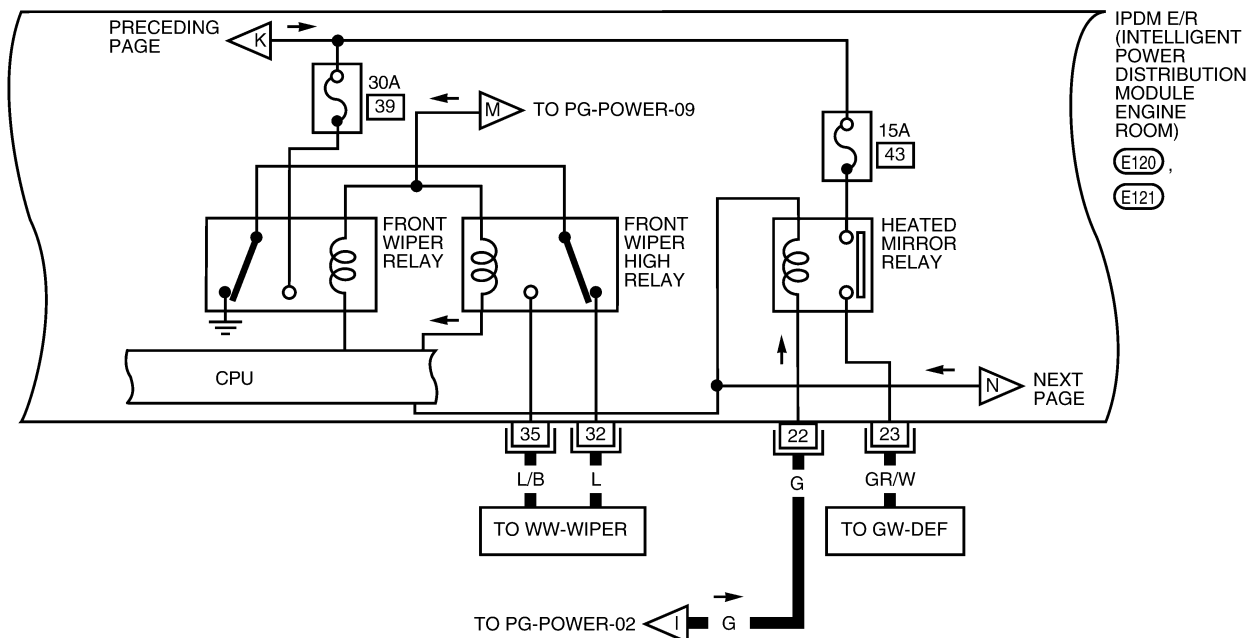 PRECEDING
PAGE
K
30A
39
M
TO PG-POWER-09
15A
43
IPDM E/R
(INTELLIGENT
POWER
DISTRIBUTION
MODULE
ENGINE
ROOM)
E120 ,
E121
FRONT
WIPER
RELAY
FRONT
WIPER
HIGH
RELAY
HEATED
MIRROR
RELAY
CPU
N
NEXT
PAGE
35
32
22
23
L/B
L
G
GR/W
TO WW-WIPER
TO GW-DEF
TO PG-POWER-02
I
G